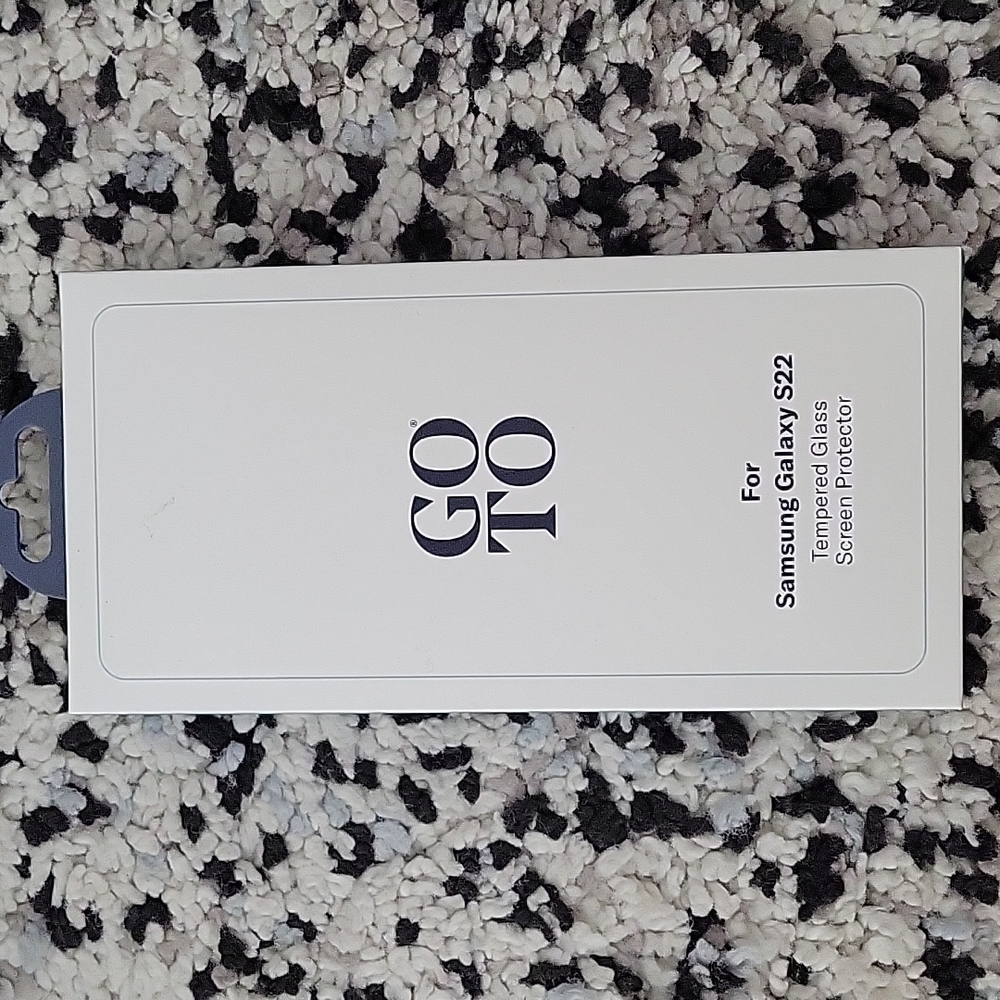 GO®
TO
For
Samsung Galaxy S22
Tempered Glass
Screen Protector